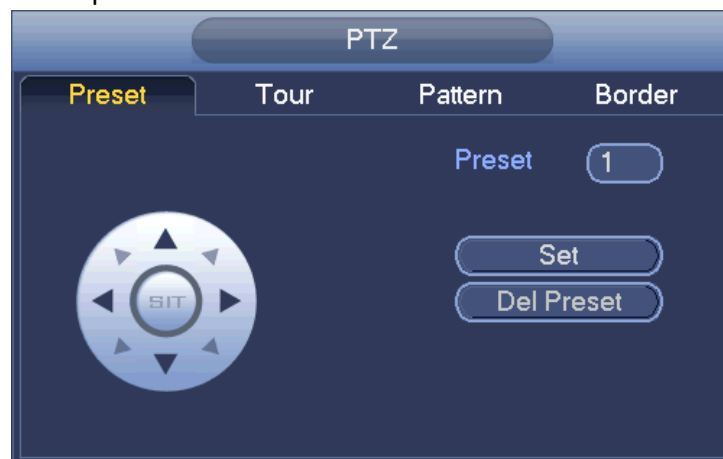 PTZ
Preset Tour Pattern Border
Preset 1
Set
SIT
Del Preset